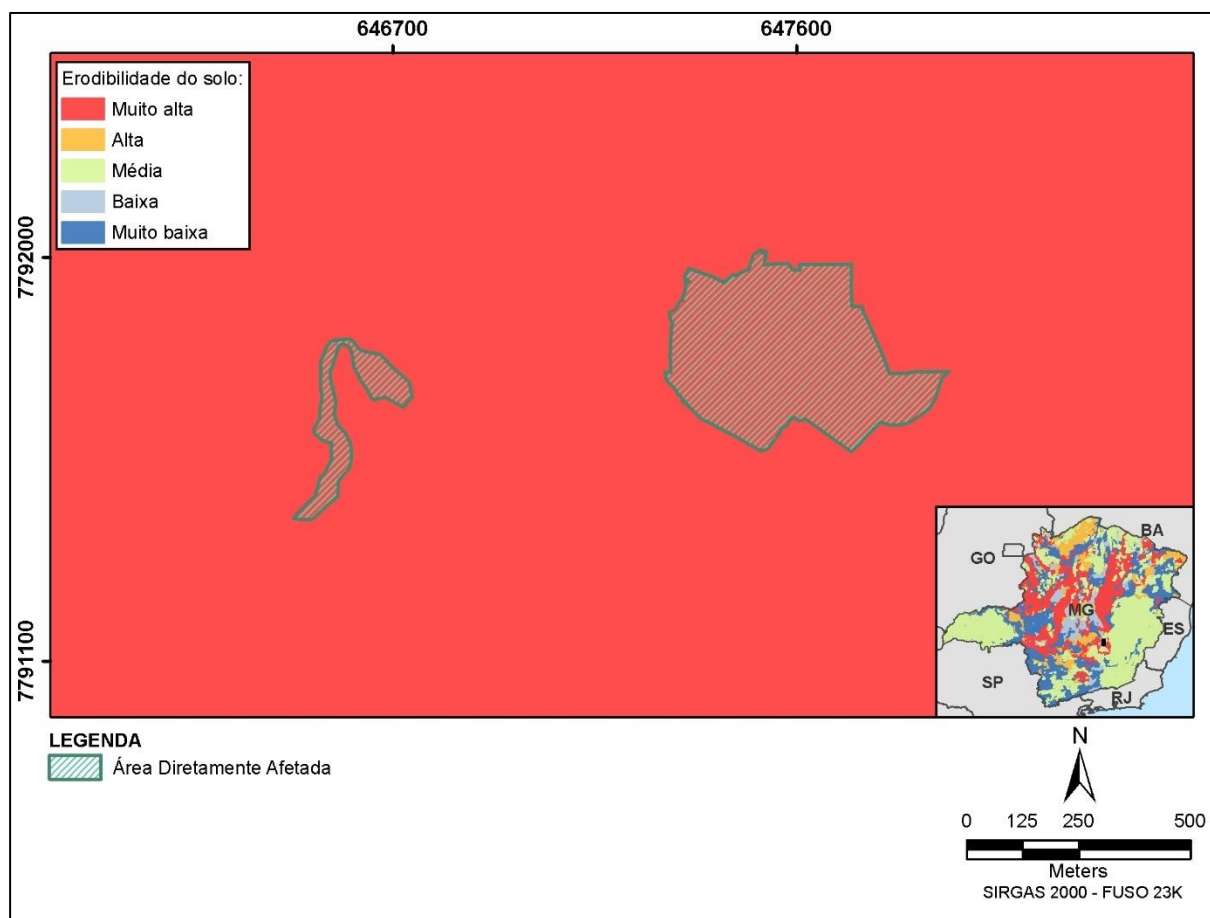 646700
647600
Erodibilidade do solo:
Muito alta
Alta
Média
Baixa
Muito baixa
7792000
7791100
BA
GO
MG
ES
SP
RJ
LEGENDA
Área Diretamente Afetada
N
0 125 250 500
Meters
SIRGAS 2000 - FUSO 23K